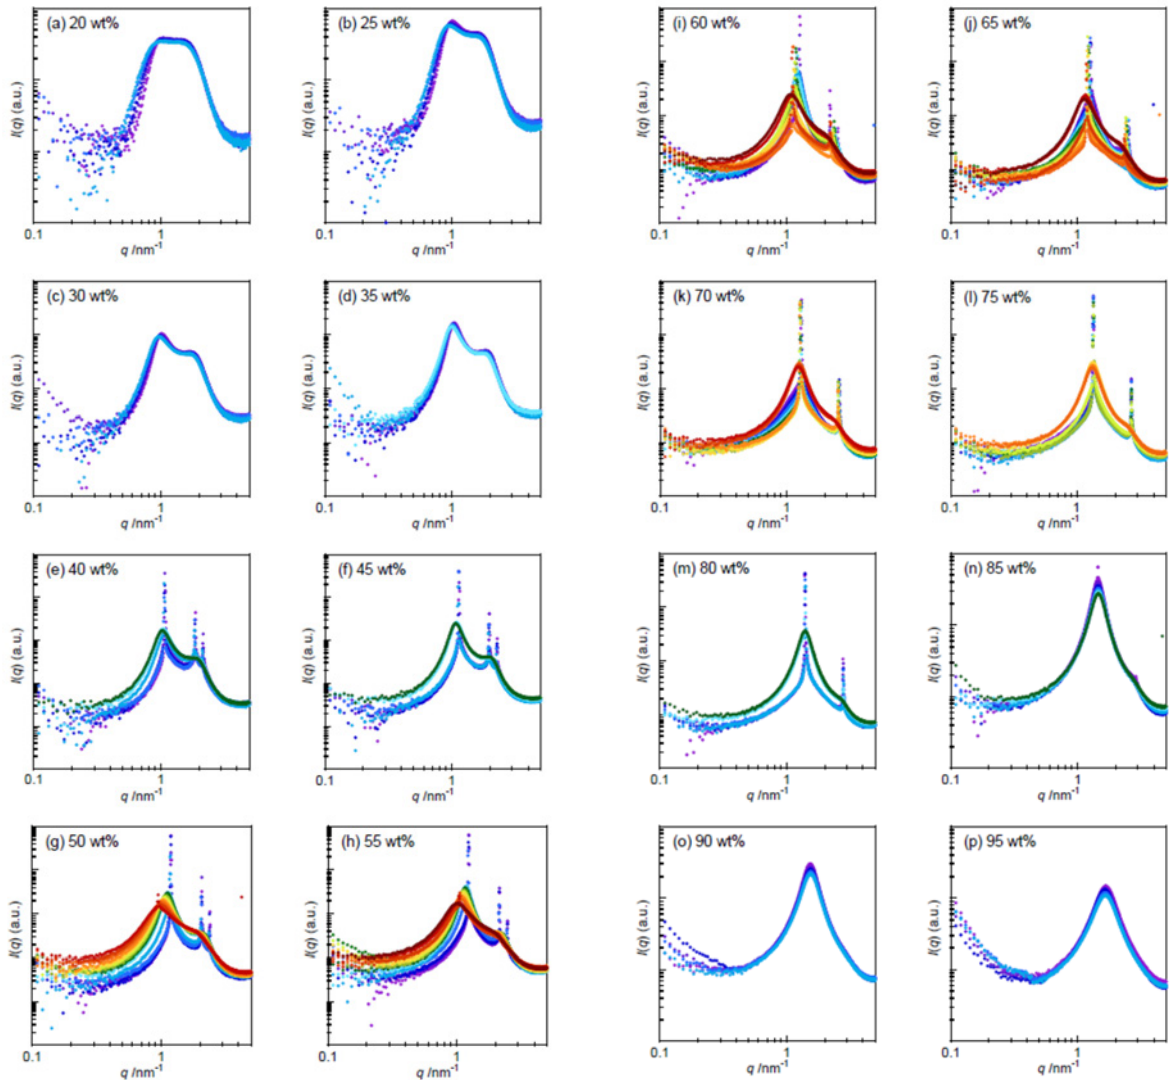 (a) 20 wt%
I(q) (a.u.)
0.1 1
q /nm⁻¹
(b) 25 wt%
I(q) (a.u.)
0.1 1
q /nm⁻¹
(i) 60 wt%
I(q) (a.u.)
0.1 1
q /nm⁻¹
(j) 65 wt%
I(q) (a.u.)
0.1 1
q /nm⁻¹
(c) 30 wt%
I(q) (a.u.)
0.1 1
q /nm⁻¹
(d) 35 wt%
I(q) (a.u.)
0.1 1
q /nm⁻¹
(k) 70 wt%
I(q) (a.u.)
0.1 1
q /nm⁻¹
(l) 75 wt%
I(q) (a.u.)
0.1 1
q /nm⁻¹
(e) 40 wt%
I(q) (a.u.)
0.1 1
q /nm⁻¹
(f) 45 wt%
I(q) (a.u.)
0.1 1
q /nm⁻¹
(m) 80 wt%
I(q) (a.u.)
0.1 1
q /nm⁻¹
(n) 85 wt%
I(q) (a.u.)
0.1 1
q /nm⁻¹
(g) 50 wt%
I(q) (a.u.)
0.1 1
q /nm⁻¹
(h) 55 wt%
I(q) (a.u.)
0.1 1
q /nm⁻¹
(o) 90 wt%
I(q) (a.u.)
0.1 1
q /nm⁻¹
(p) 95 wt%
I(q) (a.u.)
0.1 1
q /nm⁻¹